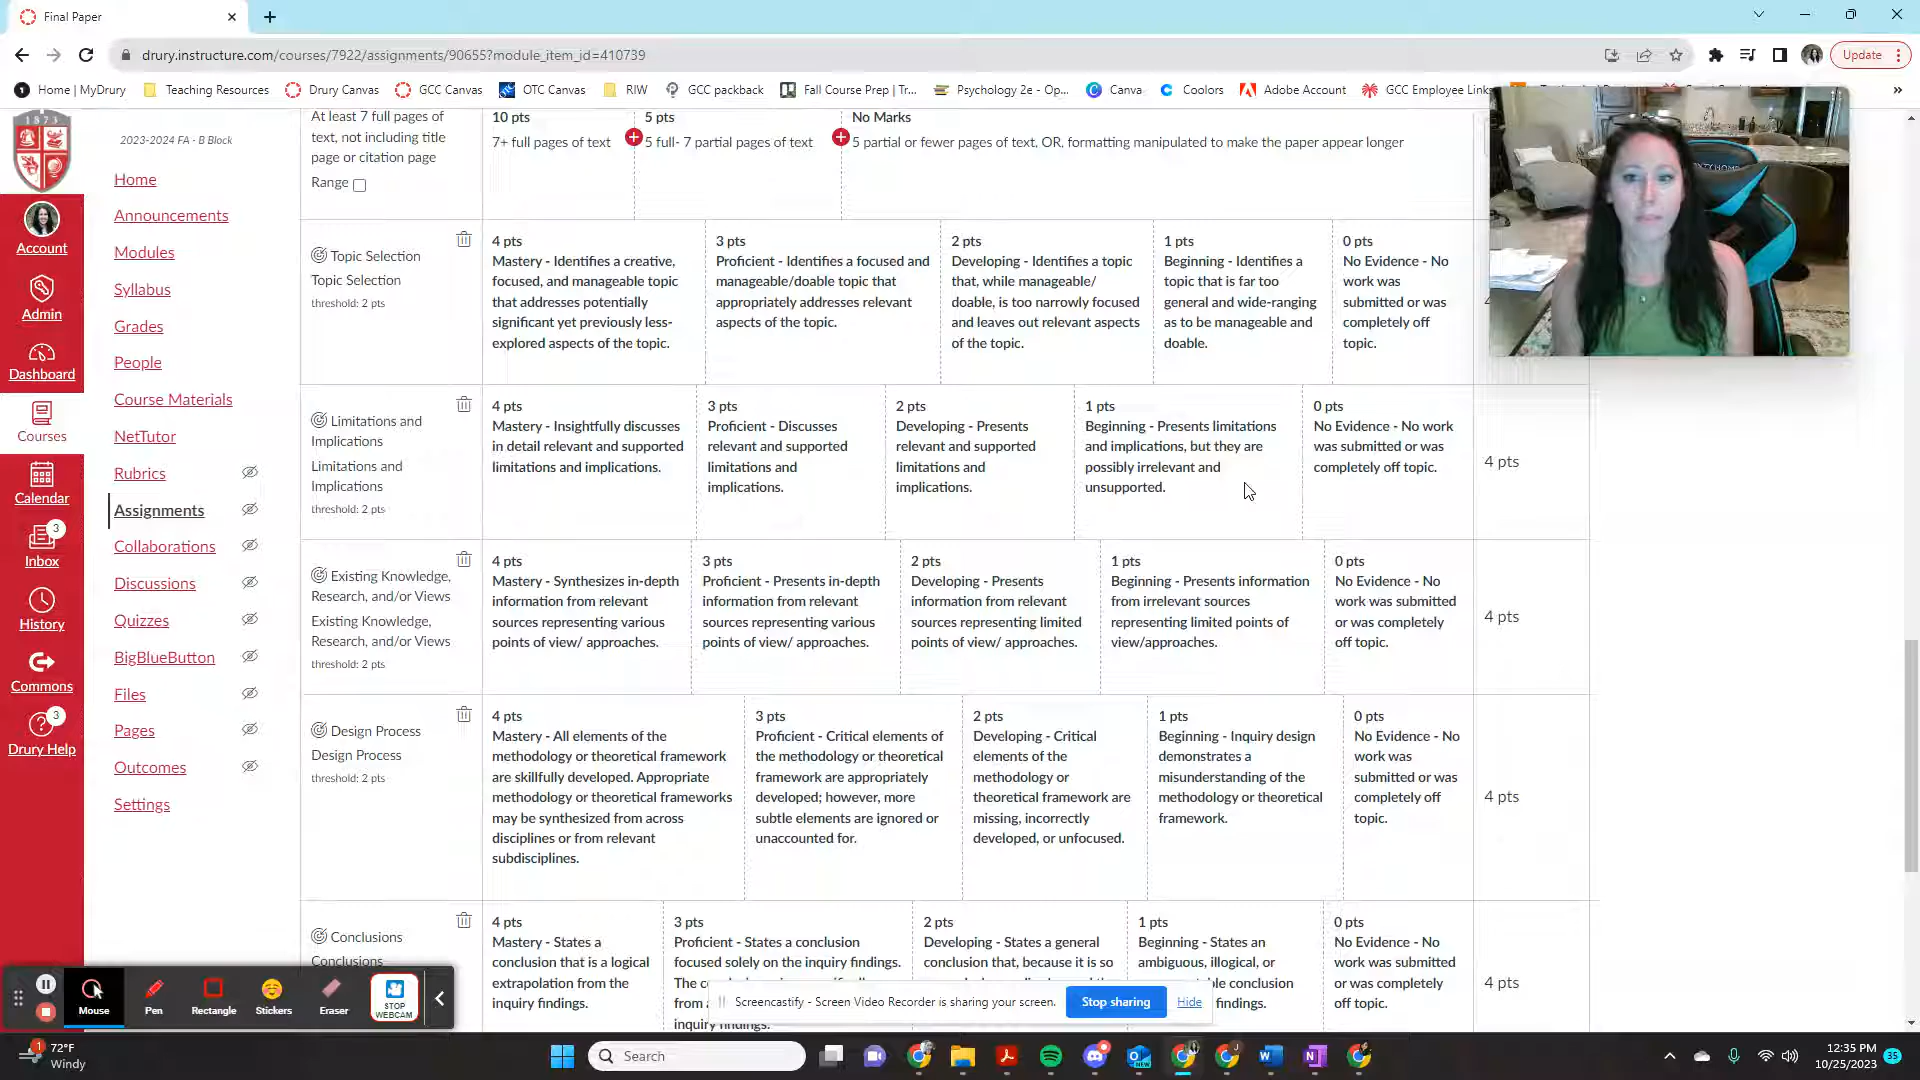 Final Paper
drury.instructure.com/courses/7922/assignments/90655?module_item_id=410739
Update
Home | MyDrury
Teaching Resources
Drury Canvas
GCC Canvas
OTC Canvas
RIW
GCC packback
Fall Course Prep | Tr...
Psychology 2e - Op...
Canva
Coolors
Adobe Account
GCC Employee Link
1873
Account
Admin
Dashboard
Courses
Calendar
3
Inbox
History
Commons
3
Drury Help
2023-2024 FA - B Block
Home
Announcements
Modules
Syllabus
Grades
People
Course Materials
NetTutor
Rubrics
Assignments
Collaborations
Discussions
Quizzes
BigBlueButton
Files
Pages
Outcomes
Settings
At least 7 full pages of
text, not including title
page or citation page
Range
10 pts
7+ full pages of text
5 pts
5 full- 7 partial pages of text
No Marks
5 partial or fewer pages of text, OR, formatting manipulated to make the paper appear longer
Topic Selection
Topic Selection
threshold: 2 pts
4 pts
Mastery - Identifies a creative,
focused, and manageable topic
that addresses potentially
significant yet previously less-
explored aspects of the topic.
3 pts
Proficient - Identifies a focused and
manageable/doable topic that
appropriately addresses relevant
aspects of the topic.
2 pts
Developing - Identifies a topic
that, while manageable/
doable, is too narrowly focused
and leaves out relevant aspects
of the topic.
1 pts
Beginning - Identifies a
topic that is far too
general and wide-ranging
as to be manageable and
doable.
0 pts
No Evidence - No
work was
submitted or was
completely off
topic.
Limitations and
Implications
Limitations and
Implications
threshold: 2 pts
4 pts
Mastery - Insightfully discusses
in detail relevant and supported
limitations and implications.
3 pts
Proficient - Discusses
relevant and supported
limitations and
implications.
2 pts
Developing - Presents
relevant and supported
limitations and
implications.
1 pts
Beginning - Presents limitations
and implications, but they are
possibly irrelevant and
unsupported.
0 pts
No Evidence - No work
was submitted or was
completely off topic.
4 pts
Existing Knowledge,
Research, and/or Views
Existing Knowledge,
Research, and/or Views
threshold: 2 pts
4 pts
Mastery - Synthesizes in-depth
information from relevant
sources representing various
points of view/ approaches.
3 pts
Proficient - Presents in-depth
information from relevant
sources representing various
points of view/ approaches.
2 pts
Developing - Presents
information from relevant
sources representing limited
points of view/ approaches.
1 pts
Beginning - Presents information
from irrelevant sources
representing limited points of
view/approaches.
0 pts
No Evidence - No
work was submitted
or was completely
off topic.
4 pts
Design Process
Design Process
threshold: 2 pts
4 pts
Mastery - All elements of the
methodology or theoretical framework
are skillfully developed. Appropriate
methodology or theoretical frameworks
may be synthesized from across
disciplines or from relevant
subdisciplines.
3 pts
Proficient - Critical elements of
the methodology or theoretical
framework are appropriately
developed; however, more
subtle elements are ignored or
unaccounted for.
2 pts
Developing - Critical
elements of the
methodology or
theoretical framework are
missing, incorrectly
developed, or unfocused.
1 pts
Beginning - Inquiry design
demonstrates a
misunderstanding of the
methodology or theoretical
framework.
0 pts
No Evidence - No
work was
submitted or was
completely off
topic.
4 pts
Conclusions
Conclusions
4 pts
Mastery - States a
conclusion that is a logical
extrapolation from the
inquiry findings.
3 pts
Proficient - States a conclusion
focused solely on the inquiry findings.
The
from a
inquiry findings.
2 pts
Developing - States a general
conclusion that, because it is so
1 pts
Beginning - States an
ambiguous, illogical, or
conclusion
findings.
0 pts
No Evidence - No
work was submitted
or was completely
off topic.
4 pts
Mouse
Pen
Rectangle
Stickers
Eraser
STOP
WEBCAM
Screencastify - Screen Video Recorder is sharing your screen.
Stop sharing
Hide
1
72°F
Windy
Search
12:35 PM
10/25/2023
35